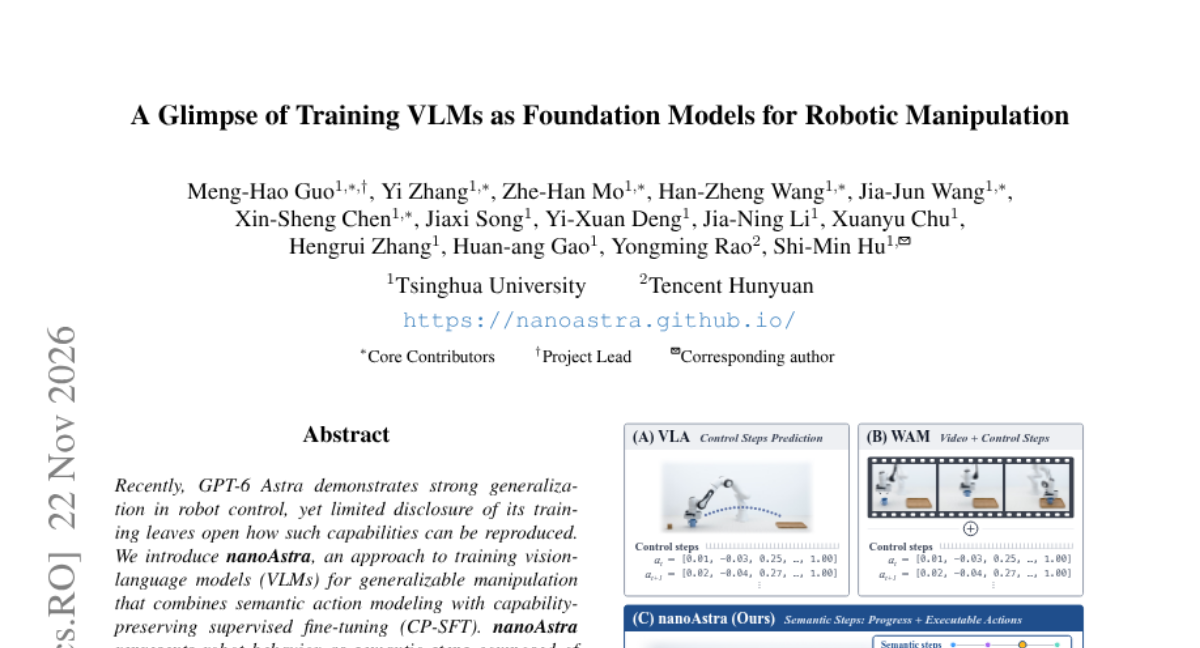 A Glimpse of Training VLMs as Foundation Models for Robotic Manipulation
Meng-Hao Guo1,*,†, Yi Zhang1,*, Zhe-Han Mo1,*, Han-Zheng Wang1,*, Jia-Jun Wang1,*,
Xin-Sheng Chen1,*, Jiaxi Song1, Yi-Xuan Deng1, Jia-Ning Li1, Xuanyu Chu1,
Hengrui Zhang1, Huan-ang Gao1, Yongming Rao2, Shi-Min Hu1,✉
1Tsinghua University 2Tencent Hunyuan
https://nanoastra.github.io/
*Core Contributors †Project Lead ✉Corresponding author
cs.RO] 22 Nov 2026
Abstract
Recently, GPT-6 Astra demonstrates strong generaliza-
tion in robot control, yet limited disclosure of its train-
ing leaves open how such capabilities can be reproduced.
We introduce nanoAstra, an approach to training vision-
language models (VLMs) for generalizable manipulation
that combines semantic action modeling with capability-
preserving supervised fine-tuning (CP-SFT). nanoAstra
(A) VLA Control Steps Prediction
Control steps
at = [0.01, −0.03, 0.25, …, 1.00]
at+1 = [0.02, −0.04, 0.27, …, 1.00]
⋮
(B) WAM Video + Control Steps
Control steps
at = [0.01, −0.03, 0.25, …, 1.00]
at+1 = [0.02, −0.04, 0.27, …, 1.00]
⋮
(C) nanoAstra (Ours) Semantic Steps: Progress + Executable Actions
Semantic steps